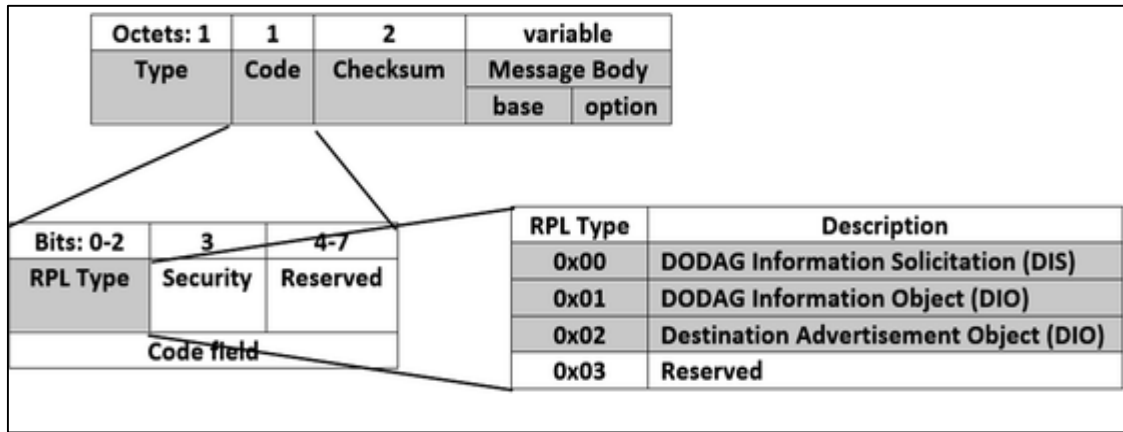 Octets: 1 1 2 variable
Type Code Checksum Message Body
base option
Bits: 0-2 3 4-7
RPL Type Security Reserved
Code field
RPL Type Description
0x00 DODAG Information Solicitation (DIS)
0x01 DODAG Information Object (DIO)
0x02 Destination Advertisement Object (DIO)
0x03 Reserved